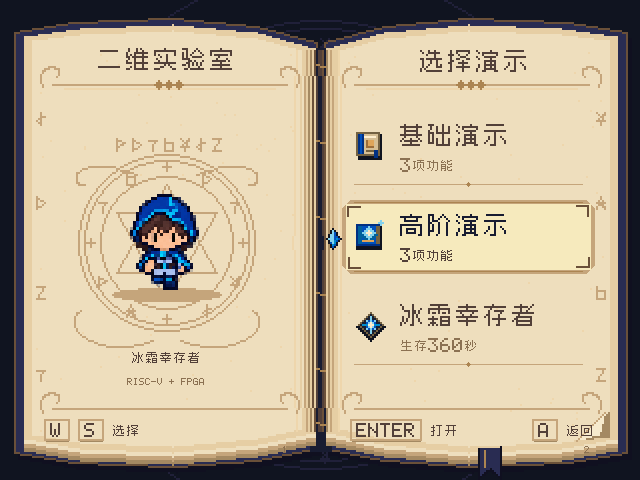 二维实验室
冰霜幸存者
RISC-V + FPGA
W S 选择
选择演示
基础演示
3项功能
高阶演示
3项功能
冰霜幸存者
生存360秒
ENTER 打开
A 返回
2